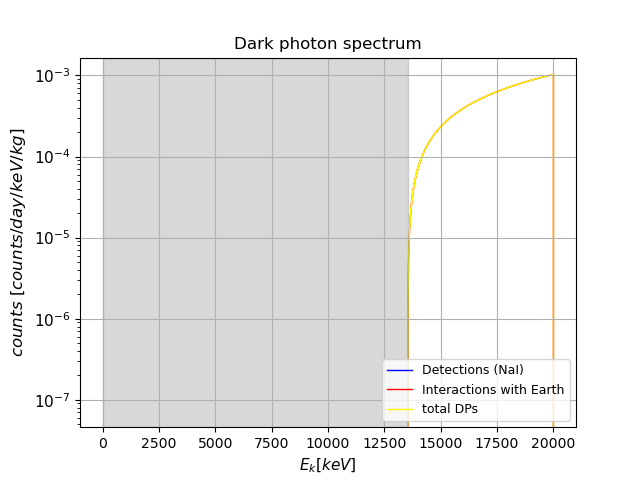 Dark photon spectrum
counts [counts/day/keV/kg]
10⁻³
10⁻⁴
10⁻⁵
10⁻⁶
10⁻⁷
Detections (NaI)
Interactions with Earth
total DPs
0 2500 5000 7500 10000 12500 15000 17500 20000
Eₖ[keV]